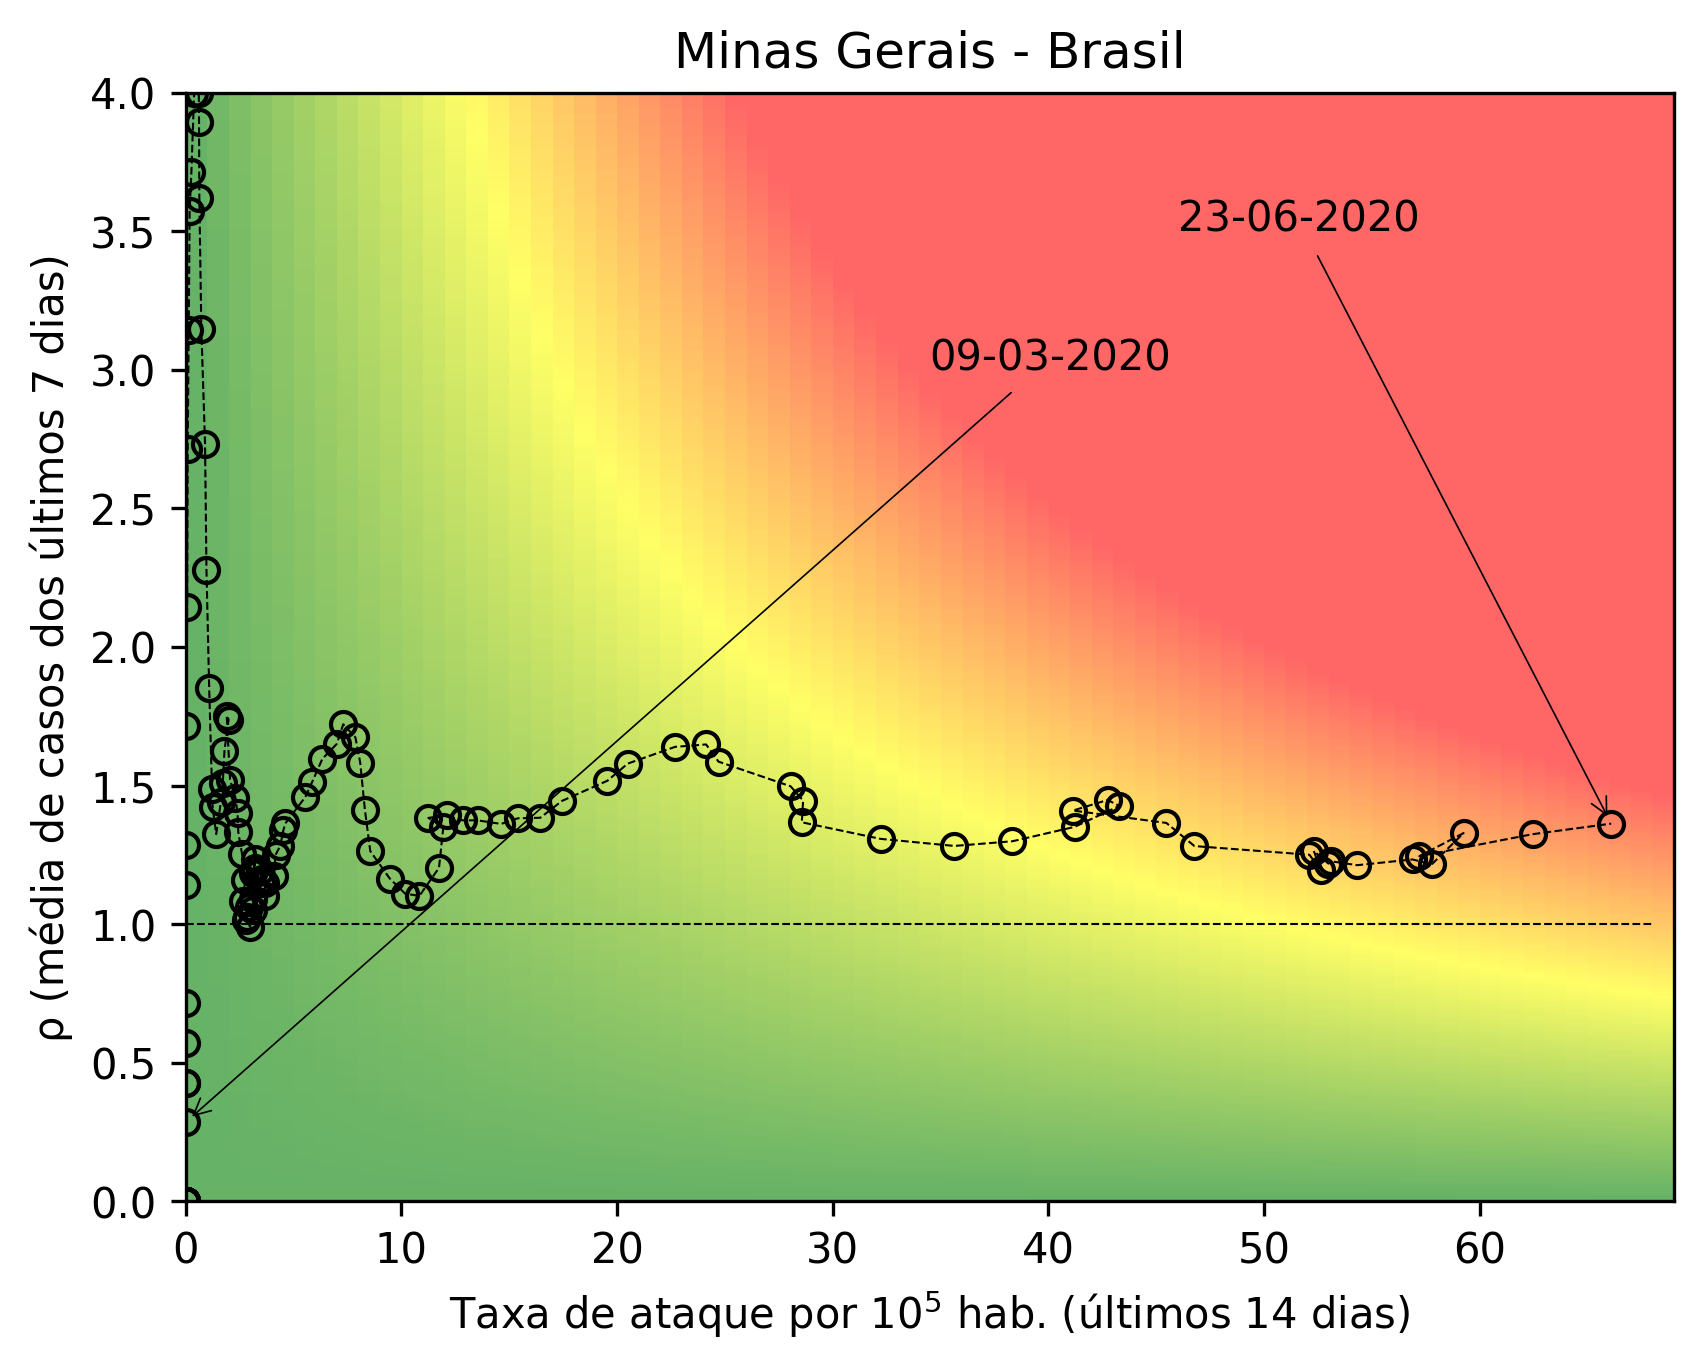 Minas Gerais - Brasil
4.0
3.5
3.0
2.5
2.0
1.5
1.0
0.5
0.0
ρ (média de casos dos últimos 7 dias)
23-06-2020
09-03-2020
0 10 20 30 40 50 60
Taxa de ataque por 10⁵ hab. (últimos 14 dias)